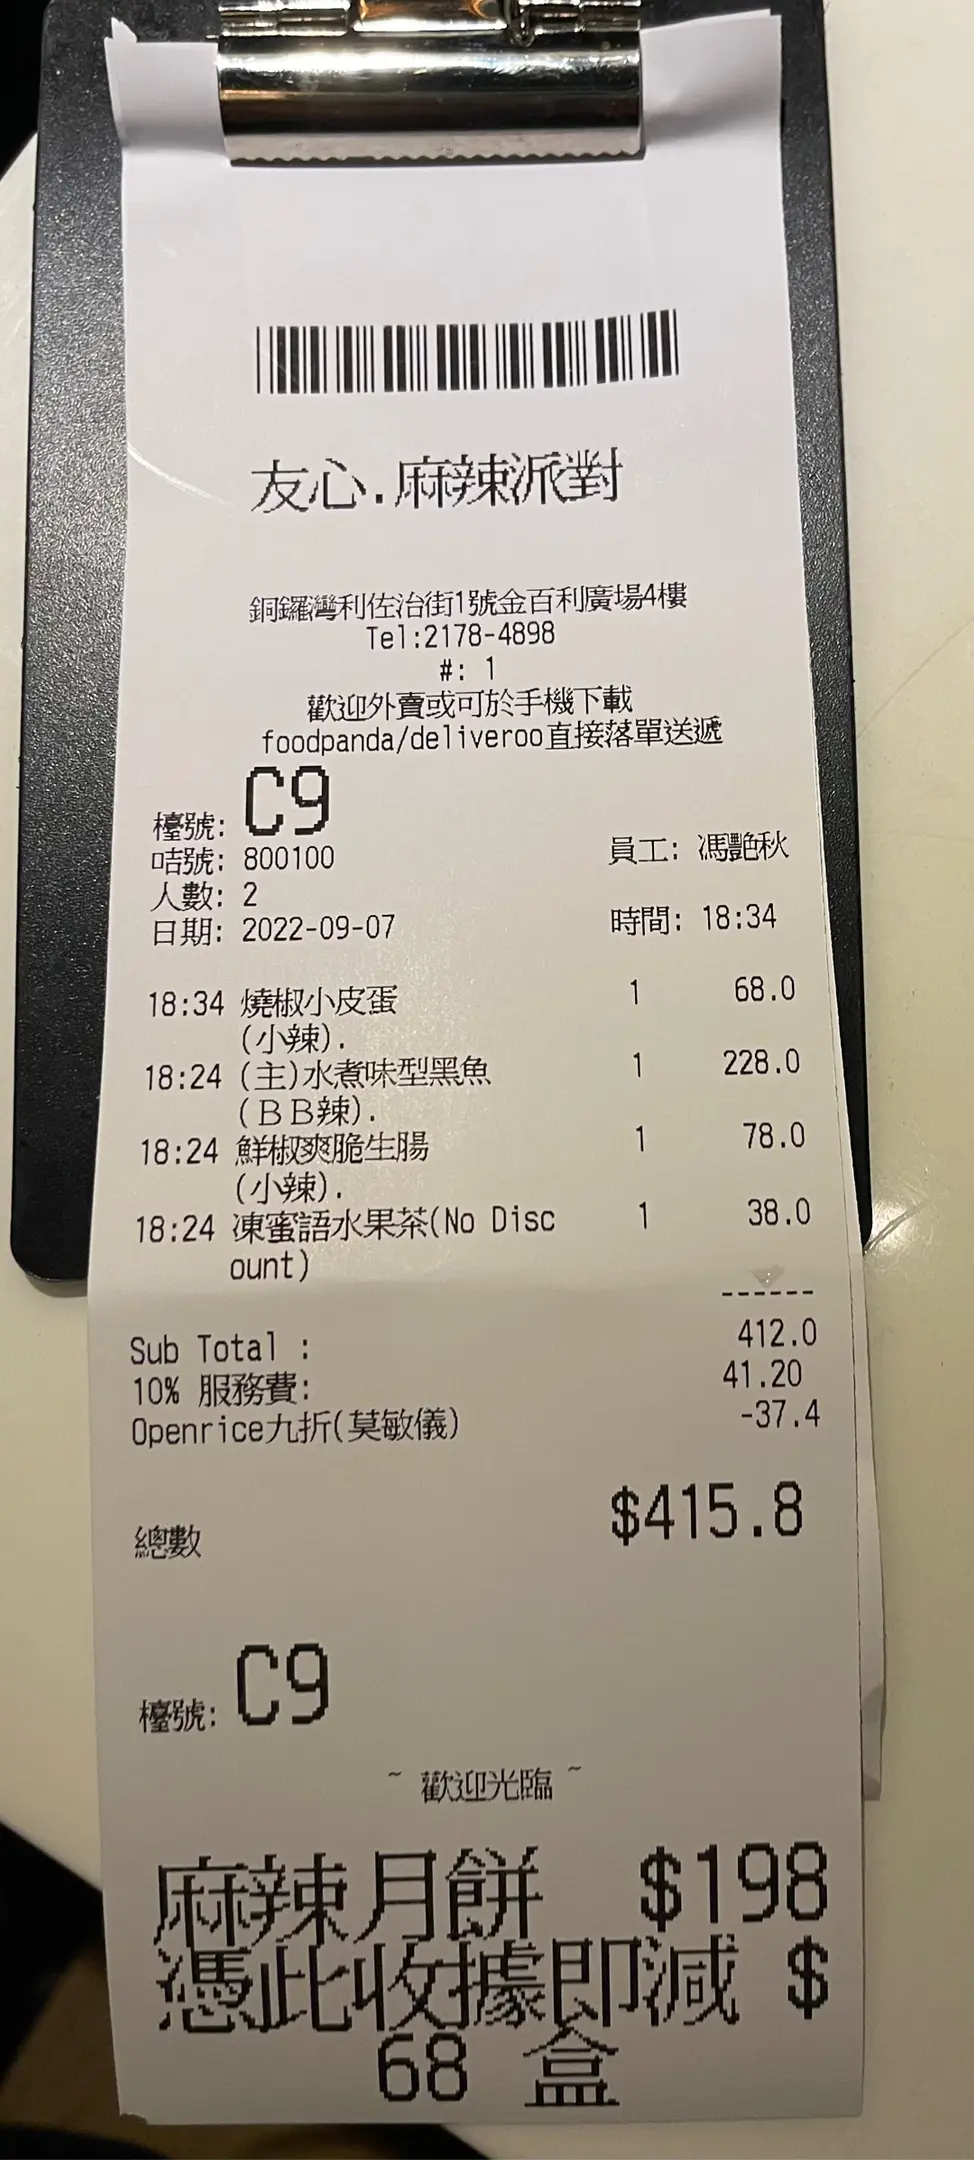 友心.麻辣派對
銅鑼灣利佐治街1號金百利廣場4樓
Tel:2178-4898
#: 1
歡迎外賣或可於手機下載
foodpanda/deliveroo直接落單送遞
檯號: C9
咭號: 800100 員工: 馮艷秋
人數: 2
日期: 2022-09-07 時間: 18:34
18:34 燒椒小皮蛋 1 68.0
(小辣).
18:24 (主)水煮味型黑魚 1 228.0
(ＢＢ辣).
18:24 鮮椒爽脆生腸 1 78.0
(小辣).
18:24 凍蜜語水果茶(No Disc 1 38.0
ount)
------
Sub Total : 412.0
10% 服務費: 41.20
Openrice九折(莫敏儀) -37.4
總數 $415.8
檯號: C9
~ 歡迎光臨 ~
麻辣月餅 $198
憑此收據即減 $
68 盒